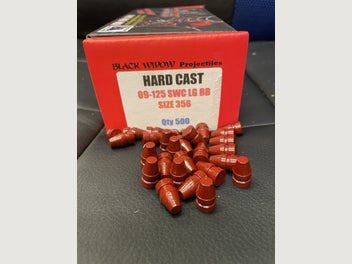 BLACK WIDOW Projectiles
HARD CAST
09-125 SWC LG BB
SIZE 356
Qty 500